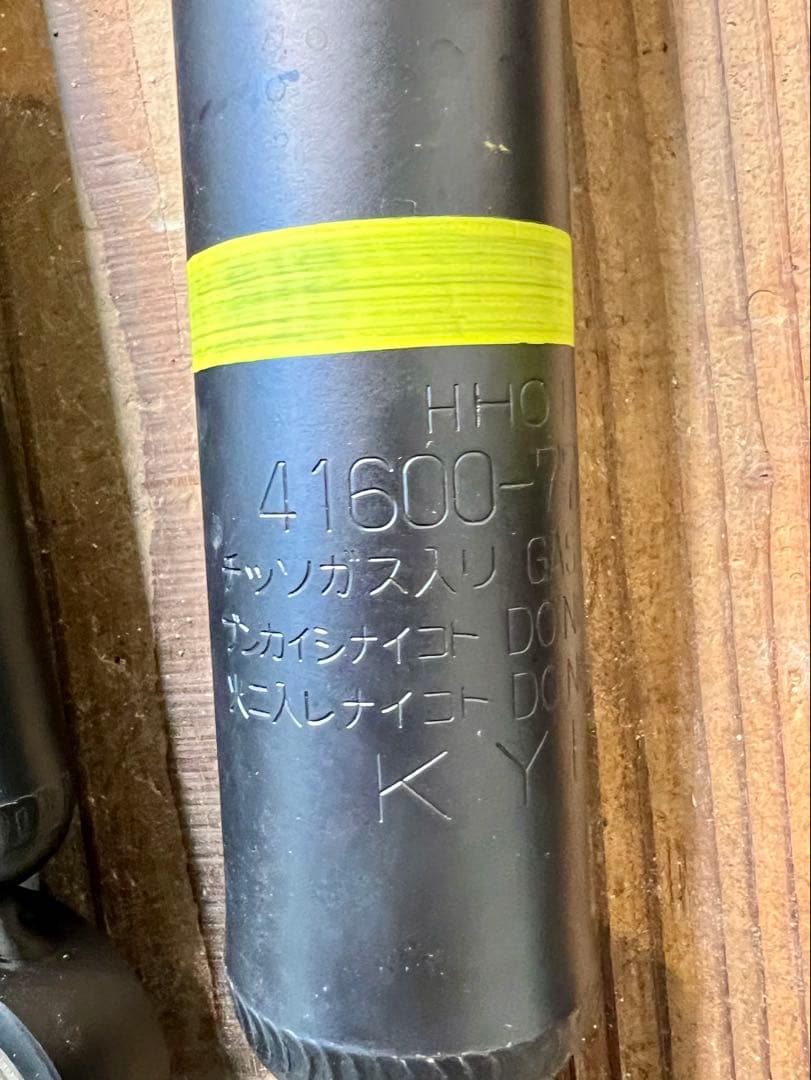 HHO
41600-7
チッソガス入リ GAS
ブンカイシナイコト DON
火ニ入レナイコト DON
K Y